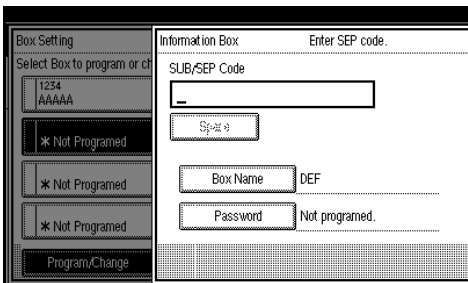 Box Setting
Select Box to program or ch
1234
AAAAA
* Not Programed
* Not Programed
* Not Programed
Program/Change
Information Box Enter SEP code.
SUB/SEP Code
_
Space
Box Name DEF
Password Not programed.